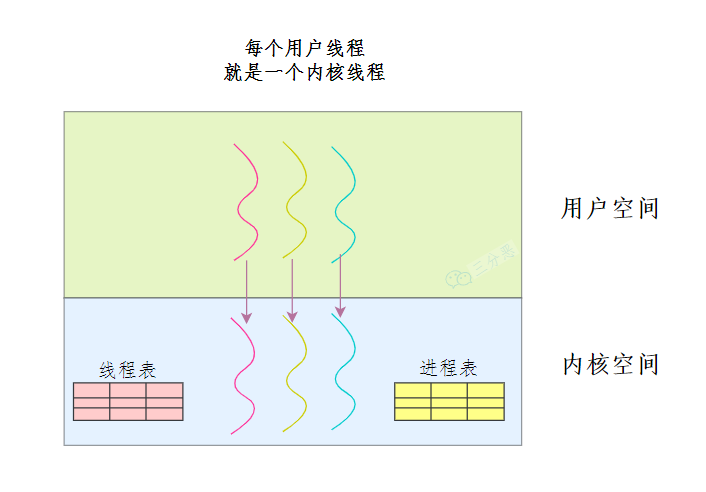 每个用户线程
就是一个内核线程
用户空间
三分恶
线程表
进程表
内核空间